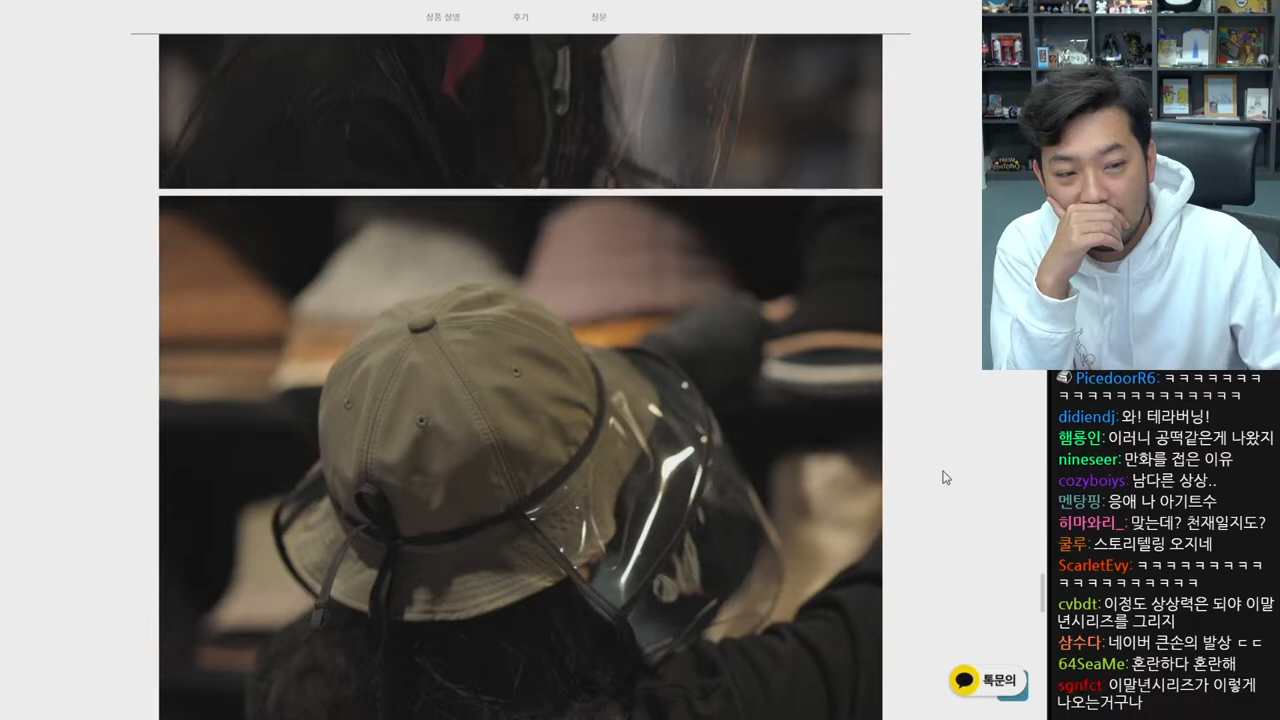 상품 설명
후기
질문
톡문의
PicedoorR6: ㅋㅋㅋㅋㅋㅋㅋ
ㅋㅋㅋㅋㅋㅋㅋㅋㅋㅋㅋㅋㅋ
didiendj: 와! 테라버닝!
햄룡인: 이러니 공떡같은게 나왔지
nineseer: 만화를 접은 이유
cozyboiys: 남다른 상상..
멘탕핑: 응애 나 아기트수
히마와리_: 맞는데? 천재일지도?
쿨루: 스토리텔링 오지네
ScarletEvy: ㅋㅋㅋㅋㅋㅋㅋㅋㅋ
ㅋㅋㅋㅋㅋㅋㅋㅋㅋㅋ
cvbdt: 이정도 상상력은 되야 이말
년시리즈를 그리지
삼수다: 네이버 큰손의 발상 ㄷㄷ
64SeaMe: 혼란하다 혼란해
sgnfct: 이말년시리즈가 이렇게
나오는거구나